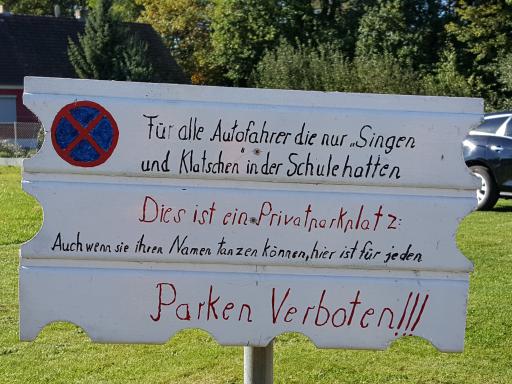 Für alle Autofahrer die nur „Singen
und Klatschen" in der Schule hatten
Dies ist ein Privatparkplatz:
Auch wenn sie ihren Namen tanzen können, hier ist für jeden
Parken Verboten!!!